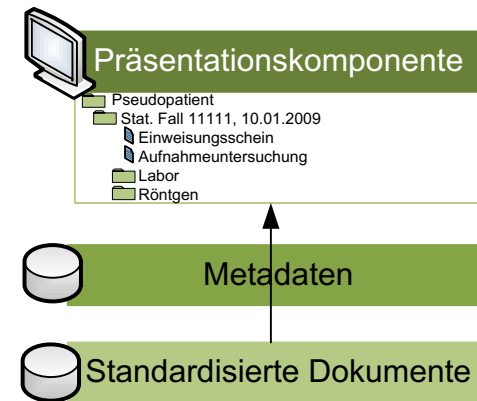 Präsentationskomponente
Pseudopatient
Stat. Fall 11111, 10.01.2009
Einweisungsschein
Aufnahmeuntersuchung
Labor
Röntgen
Metadaten
Standardisierte Dokumente